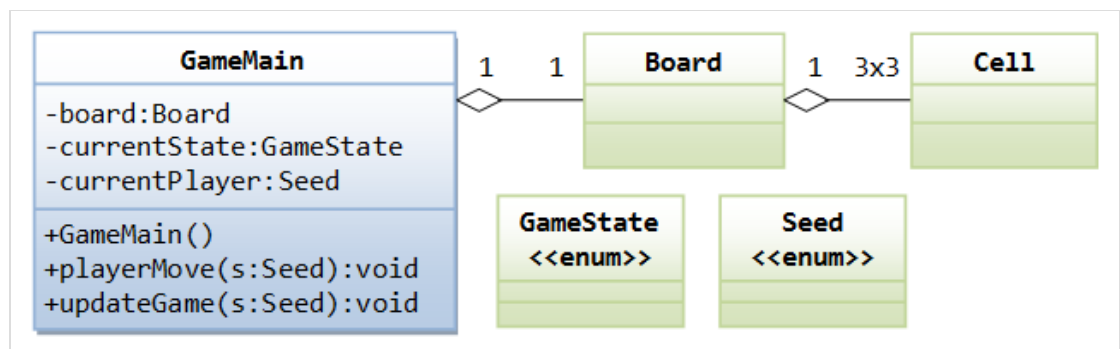 GameMain
-board:Board
-currentState:GameState
-currentPlayer:Seed
+GameMain()
+playerMove(s:Seed):void
+updateGame(s:Seed):void
1 1
Board
1 3x3
Cell
GameState
<<enum>>
Seed
<<enum>>